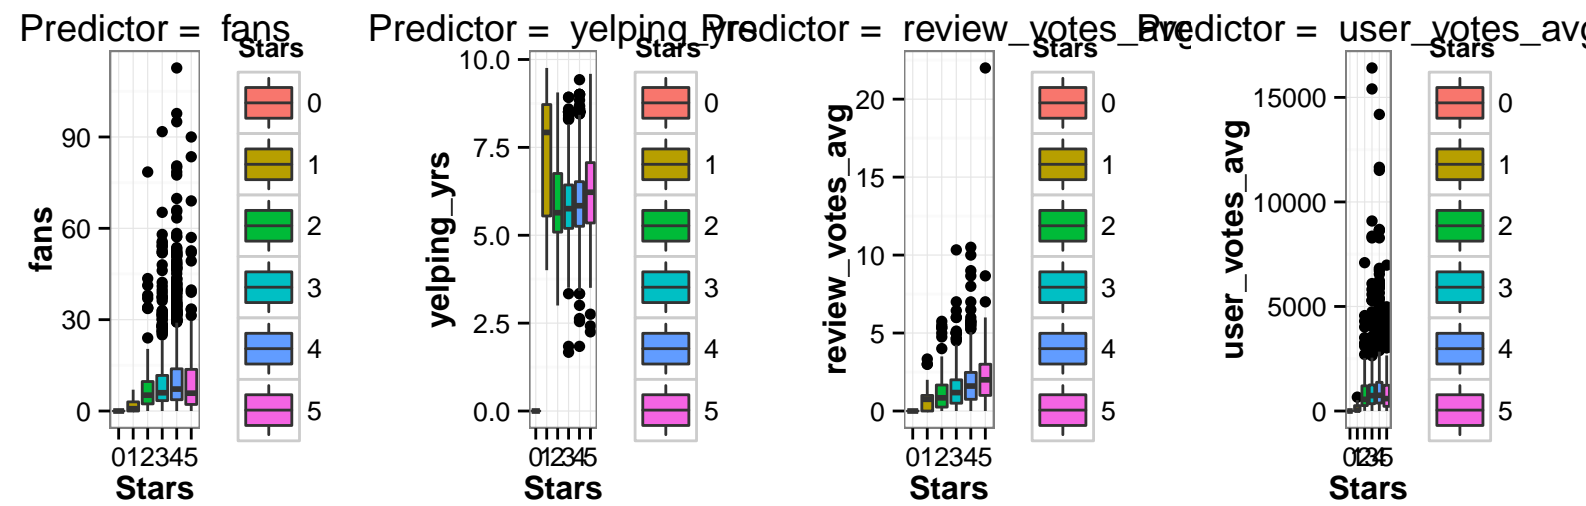 Predictor = fans
Stars
90
60
30
0
fans
012345
Stars
0
1
2
3
4
5
Predictor = yelping_yrs
Stars
10.0
7.5
5.0
2.5
0.0
yelping_yrs
012345
Stars
0
1
2
3
4
5
Predictor = review_votes_avg
Stars
20
15
10
5
0
review_votes_avg
012345
Stars
0
1
2
3
4
5
Predictor = user_votes_avg
Stars
15000
10000
5000
0
user_votes_avg
012345
Stars
0
1
2
3
4
5